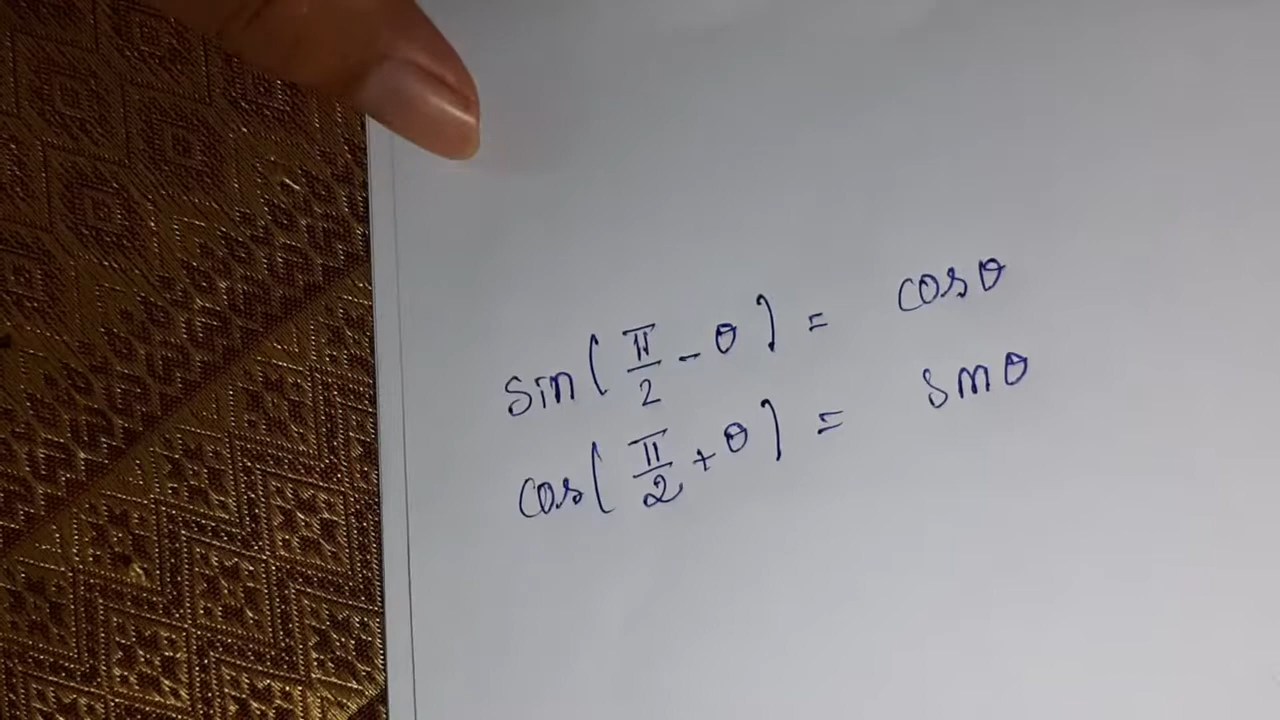 sin(π/2 - θ) = cosθ
cos(π/2 + θ) = sinθ